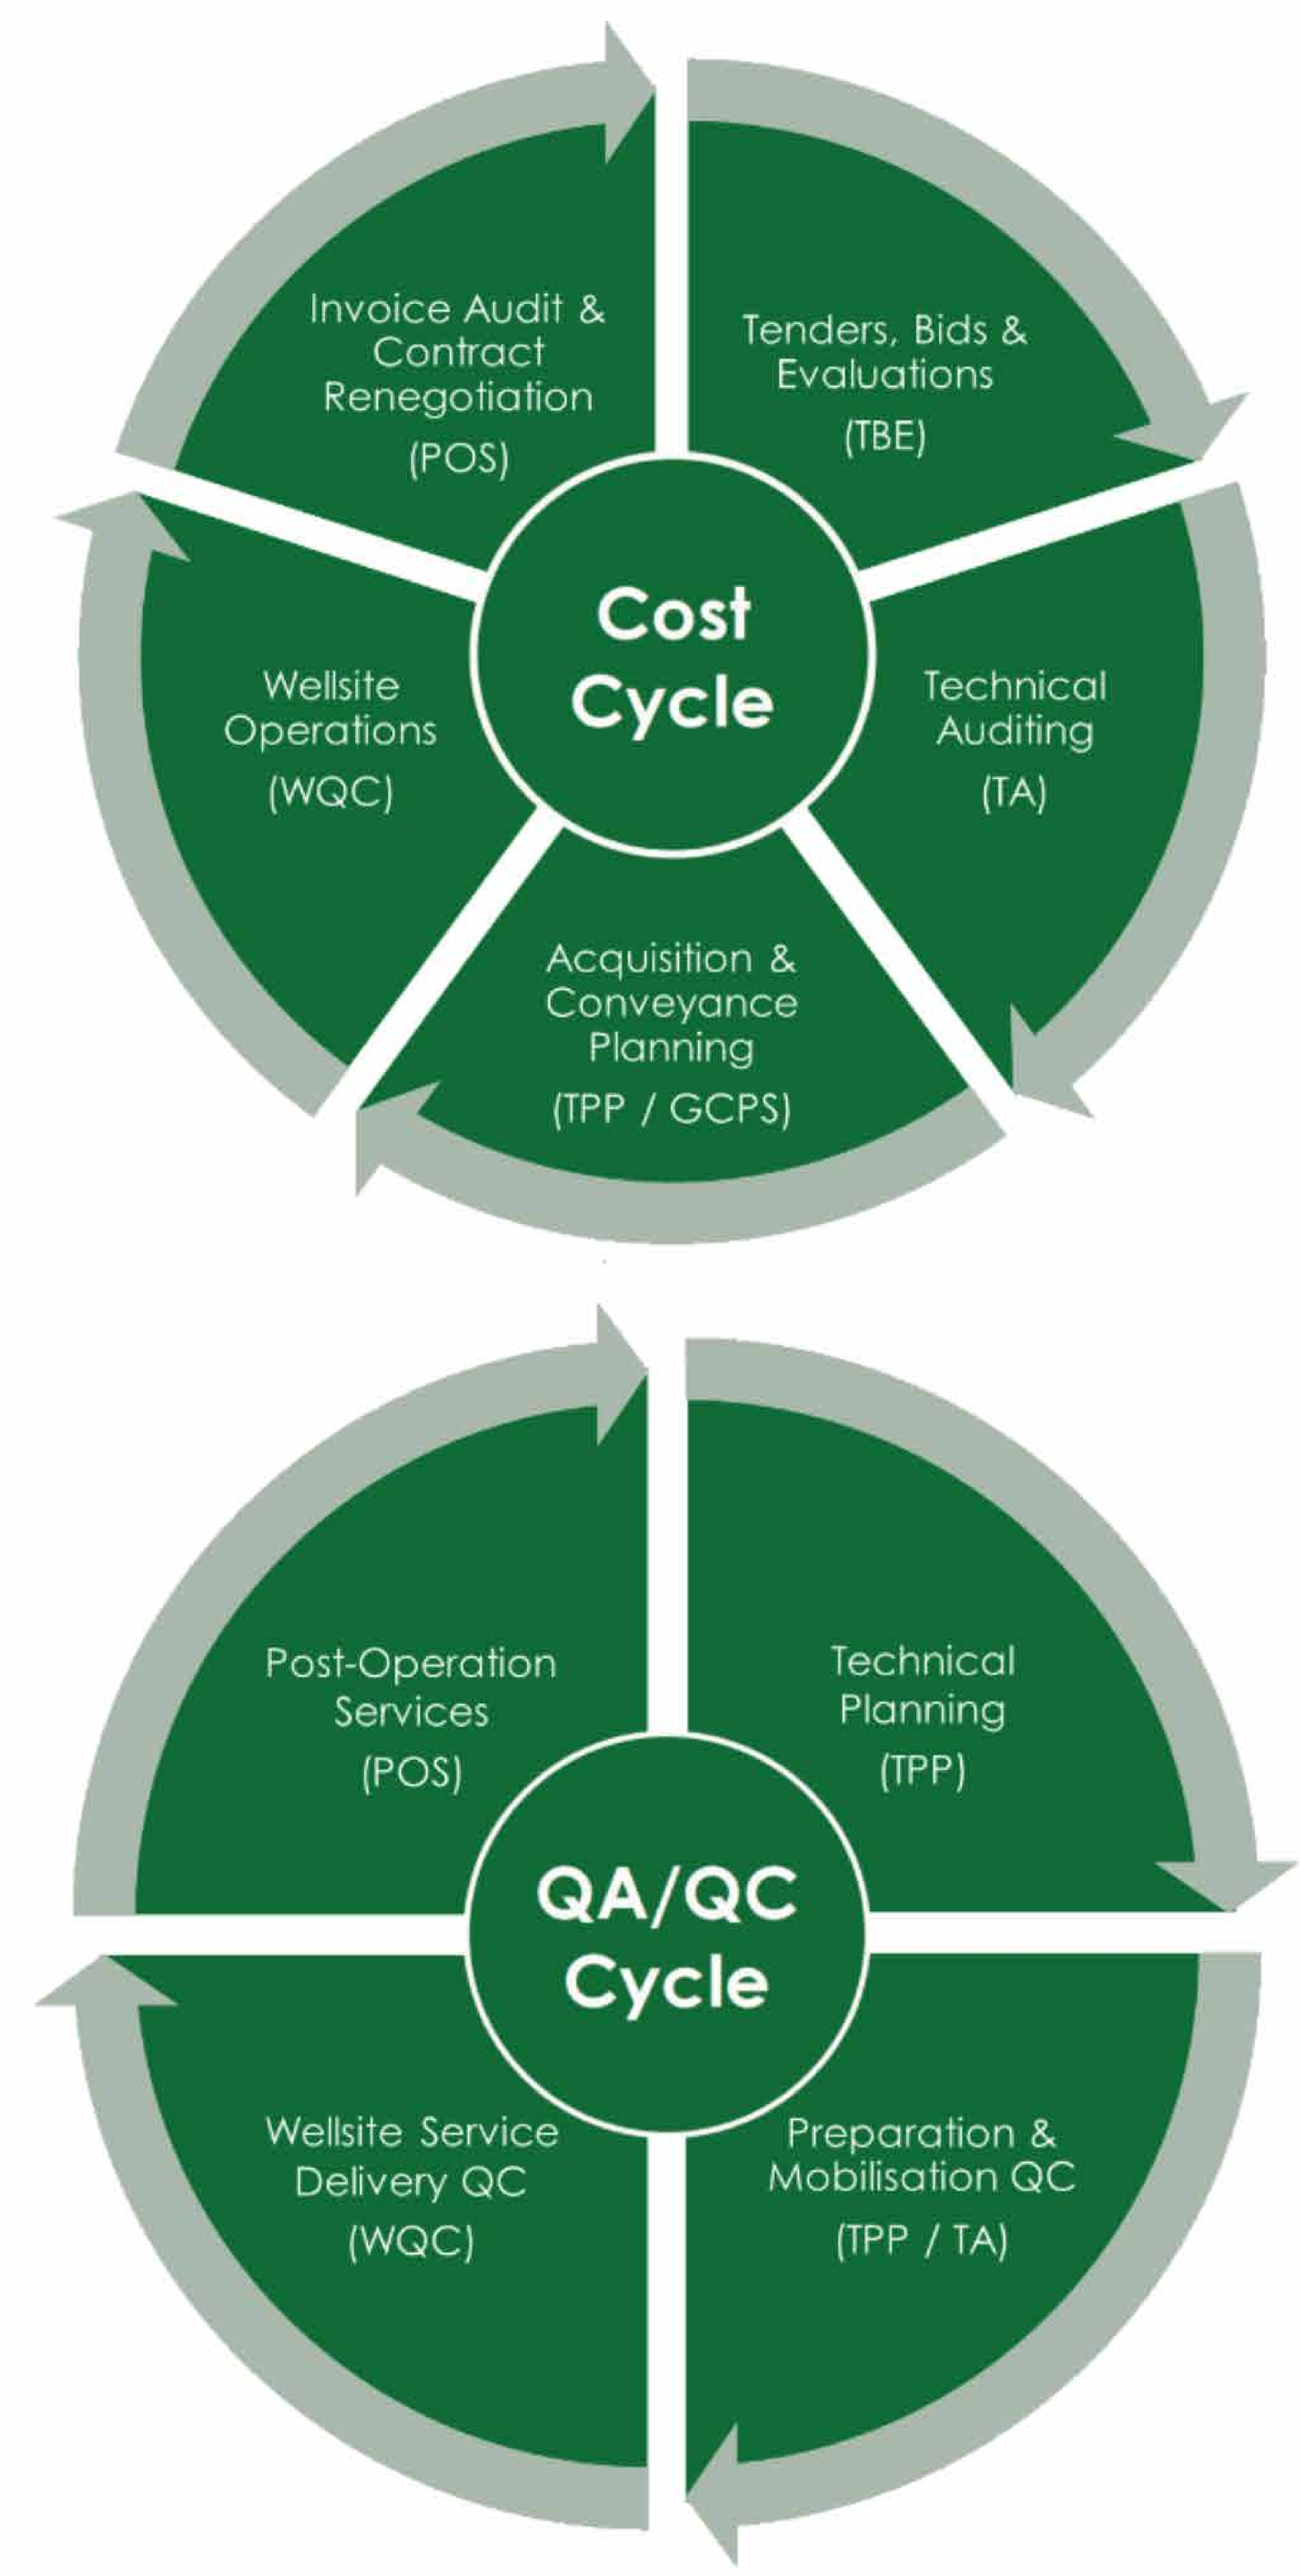 Invoice Audit &
Contract
Renegotiation
(POS)
Tenders, Bids &
Evaluations
(TBE)
Cost
Cycle
Wellsite
Operations
(WQC)
Technical
Auditing
(TA)
Acquisition &
Conveyance
Planning
(TPP / GCPS)
Post-Operation
Services
(POS)
Technical
Planning
(TPP)
QA/QC
Cycle
Wellsite Service
Delivery QC
(WQC)
Preparation &
Mobilisation QC
(TPP / TA)